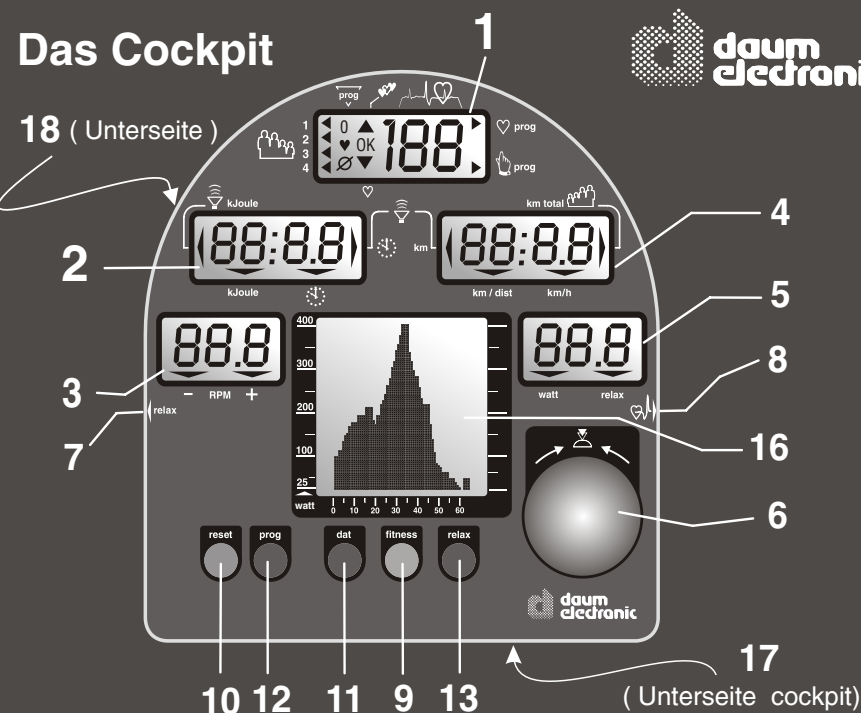 Das Cockpit
1
daum
electronic
18 ( Unterseite )
prog
1
2
3
4
0
OK
188
prog
prog
kJoule
km total
88:8.8
km
88:8.8
4
2
kJoule
km / dist
km/h
5
88.8
400
300
200
100
25
watt
0 10 20 30 40 50 60
88.8
3
- RPM +
watt
relax
8
7
relax
16
6
reset
prog
dat
fitness
relax
daum
electronic
17
( Unterseite cockpit)
10 12 11 9 13